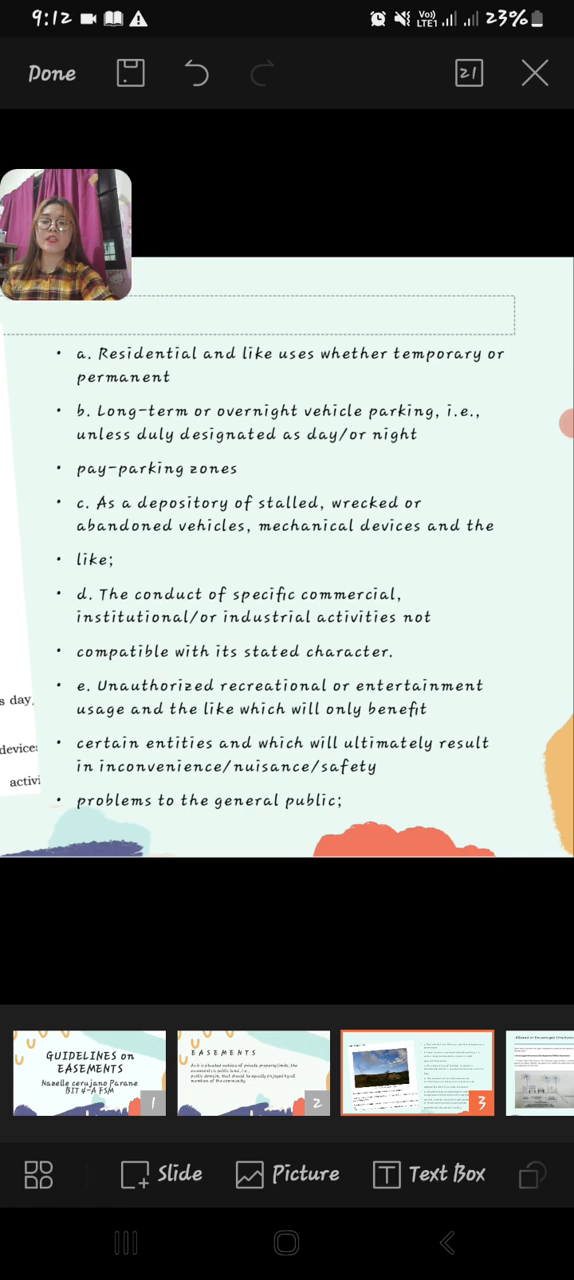 9:12
Vo))
LTE1
23%
Done
21
a. Residential and like uses whether temporary or
permanent
b. Long-term or overnight vehicle parking, i.e.,
unless duly designated as day/or night
pay-parking zones
c. As a depository of stalled, wrecked or
abandoned vehicles, mechanical devices and the
like;
d. The conduct of specific commercial,
institutional/or industrial activities not
compatible with its stated character.
e. Unauthorized recreational or entertainment
usage and the like which will only benefit
certain entities and which will ultimately result
in inconvenience/nuisance/safety
problems to the general public;
s day,
device
activi
GUIDELINES on
EASEMENTS
Nazelle cerujano Parane
BIT 4-A FSM
1
EASEMENTS
2
3
Slide
Picture
Text Box